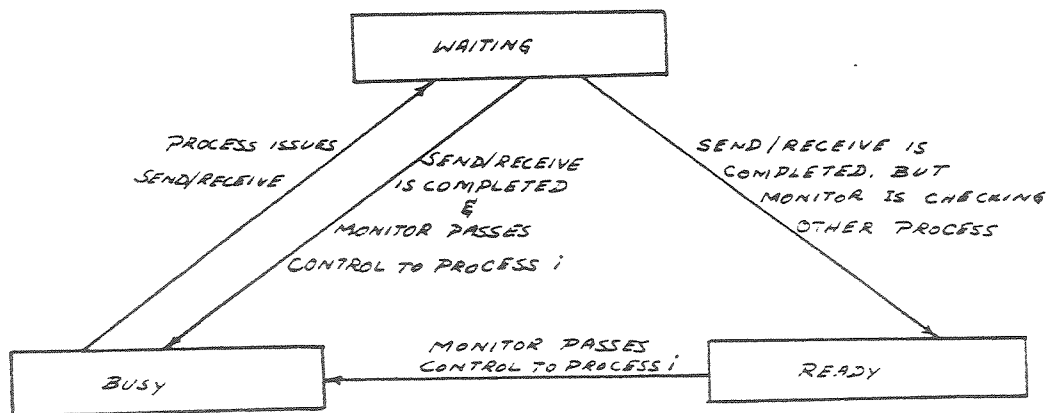 WAITING
PROCESS ISSUES
SEND/RECEIVE
SEND/RECEIVE
IS COMPLETED
&
MONITOR PASSES
CONTROL TO PROCESS i
SEND/RECEIVE IS
COMPLETED, BUT
MONITOR IS CHECKING
OTHER PROCESS
MONITOR PASSES
CONTROL TO PROCESS i
BUSY
READY